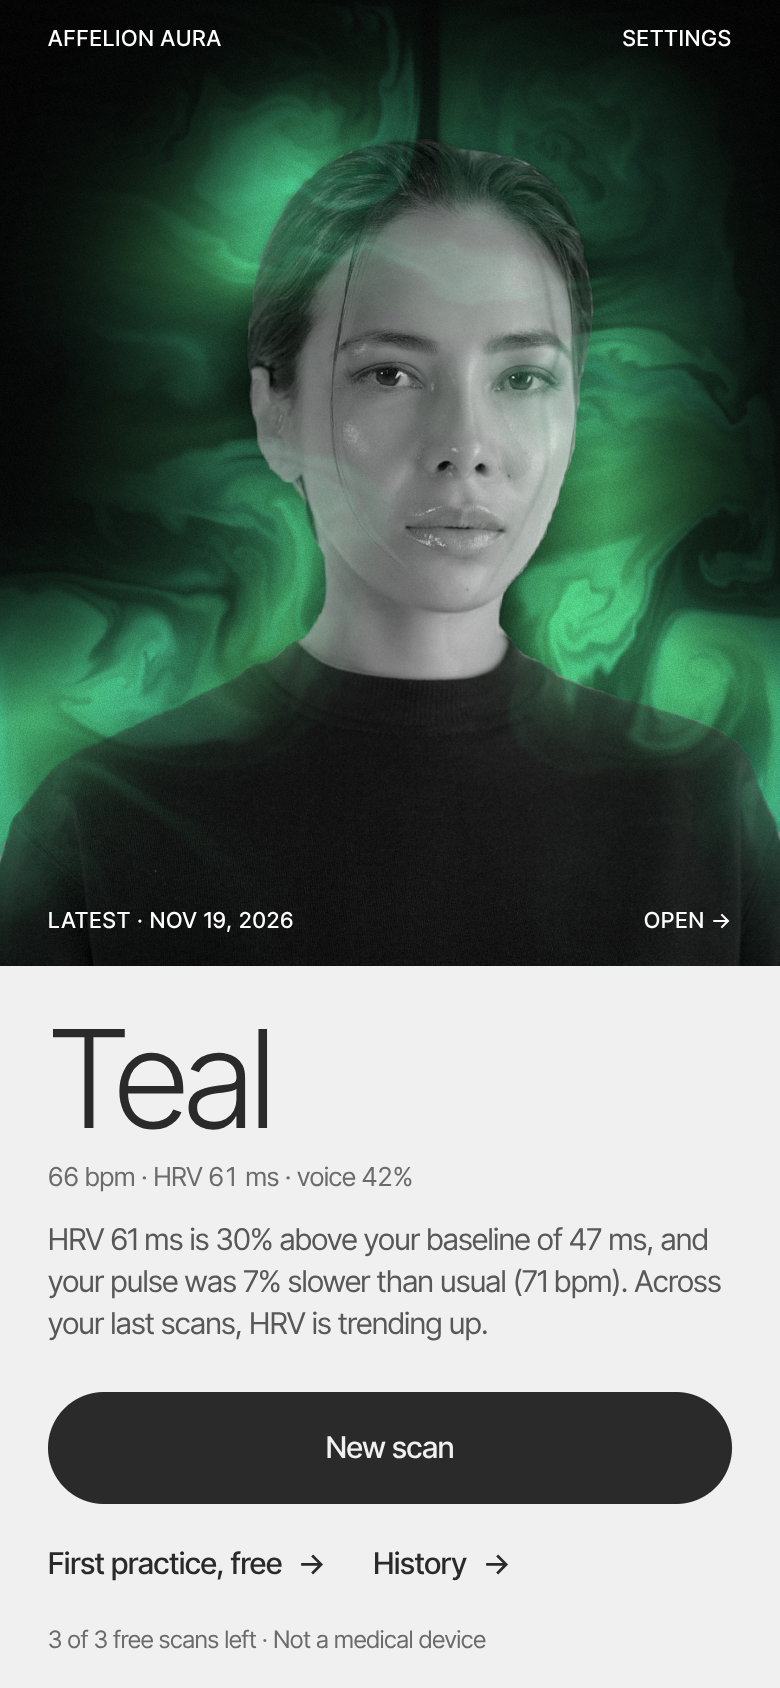 AFFELION AURA
SETTINGS
LATEST · NOV 19, 2026
OPEN →
Teal
66 bpm · HRV 61 ms · voice 42%
HRV 61 ms is 30% above your baseline of 47 ms, and
your pulse was 7% slower than usual (71 bpm). Across
your last scans, HRV is trending up.
New scan
First practice, free →
History →
3 of 3 free scans left · Not a medical device